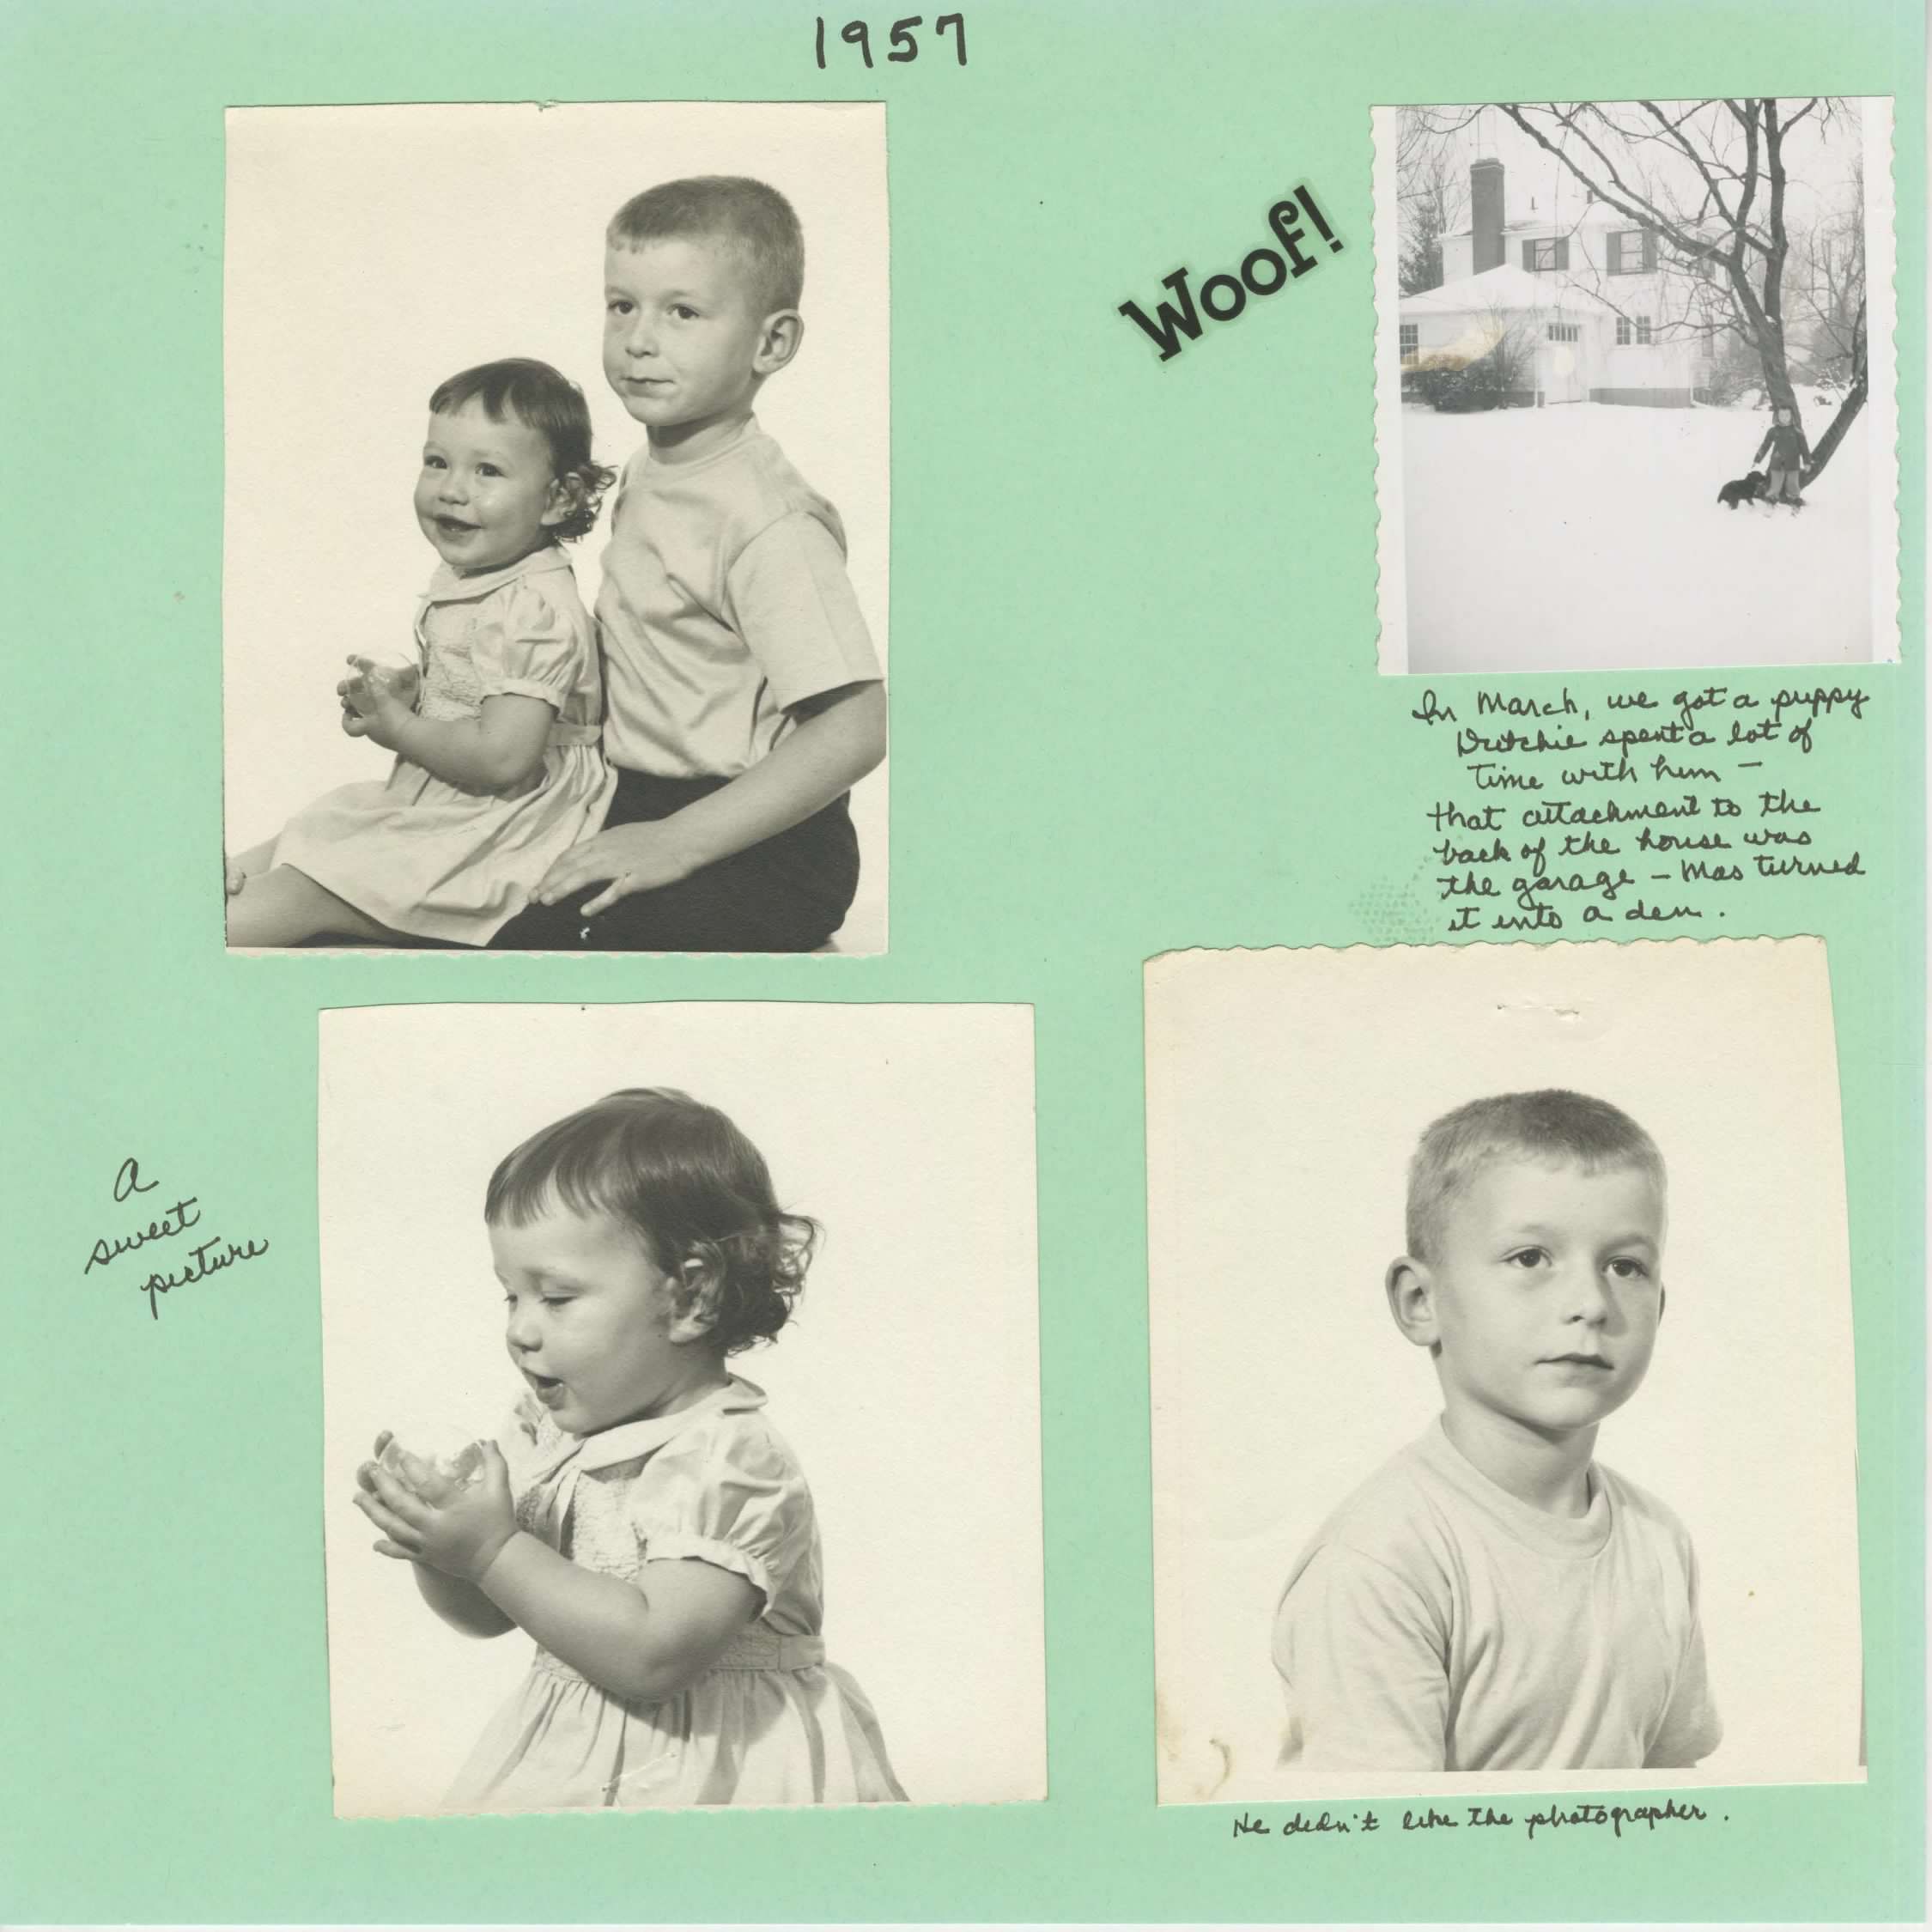 1957
Woof!
In March, we got a puppy
Dutchie spent a lot of
time with him —
that attachment to the
back of the house was
the garage — Mas turned
it into a den.
A
sweet
picture
He didn't like the photographer.